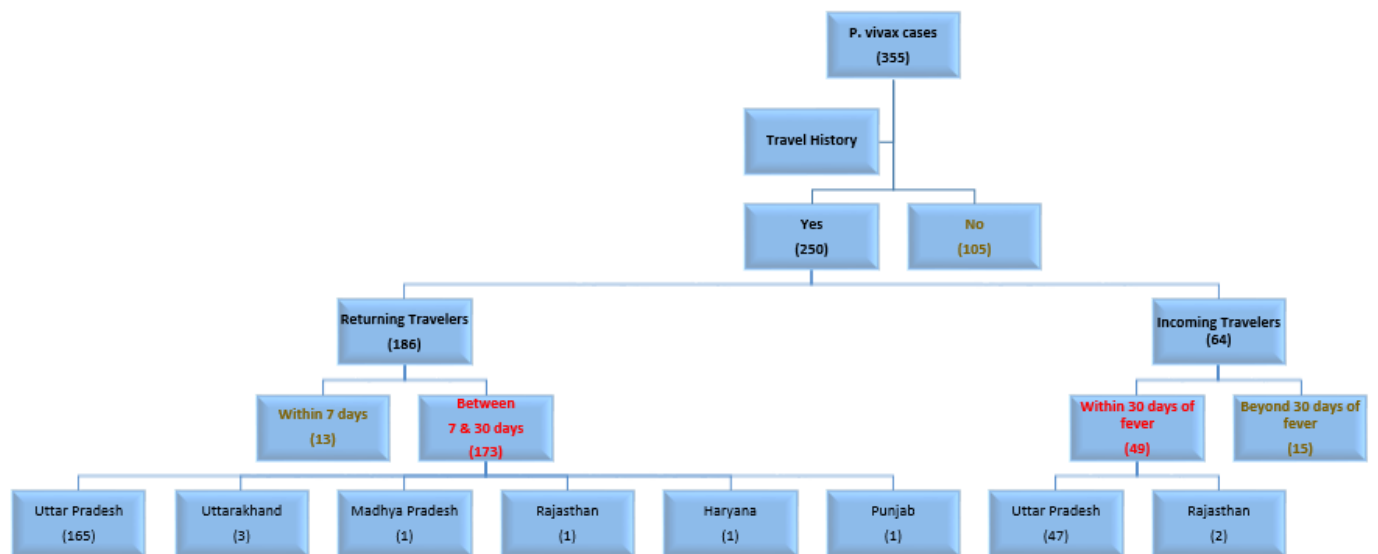 P. vivax cases
(355)
Travel History
Yes
(250)
No
(105)
Returning Travelers
(186)
Incoming Travelers
(64)
Within 7 days
(13)
Between
7 & 30 days
(173)
Within 30 days of
fever
(49)
Beyond 30 days of
fever
(15)
Uttar Pradesh
(165)
Uttarakhand
(3)
Madhya Pradesh
(1)
Rajasthan
(1)
Haryana
(1)
Punjab
(1)
Uttar Pradesh
(47)
Rajasthan
(2)